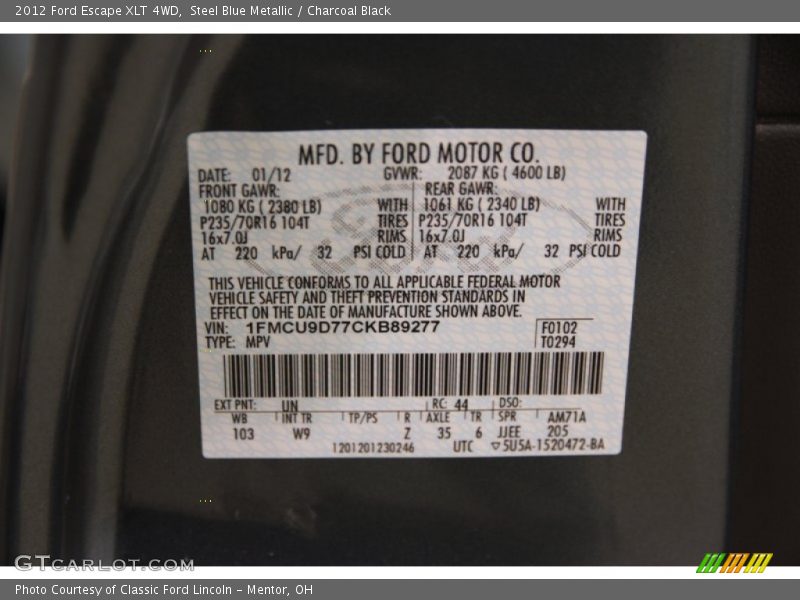 2012 Ford Escape XLT 4WD, Steel Blue Metallic / Charcoal Black
MFD. BY FORD MOTOR CO.
DATE: 01/12 GVWR: 2087 KG ( 4600 LB)
FRONT GAWR: REAR GAWR:
1080 KG ( 2380 LB) WITH 1061 KG ( 2340 LB) WITH
P235/70R16 104T TIRES P235/70R16 104T TIRES
16x7.0J RIMS 16x7.0J RIMS
AT 220 kPa/ 32 PSI COLD AT 220 kPa/ 32 PSI COLD
THIS VEHICLE CONFORMS TO ALL APPLICABLE FEDERAL MOTOR
VEHICLE SAFETY AND THEFT PREVENTION STANDARDS IN
EFFECT ON THE DATE OF MANUFACTURE SHOWN ABOVE.
VIN: 1FMCU9D77CKB89277 F0102
TYPE: MPV T0294
EXT PNT: UN RC: 44 DSO:
WB INT TR TP/PS R AXLE TR SPR AM71A
103 W9 Z 35 6 JJEE 205
1201201230246 UTC ▽5U5A-1520472-BA
GTCARLOT.COM
Photo Courtesy of Classic Ford Lincoln - Mentor, OH